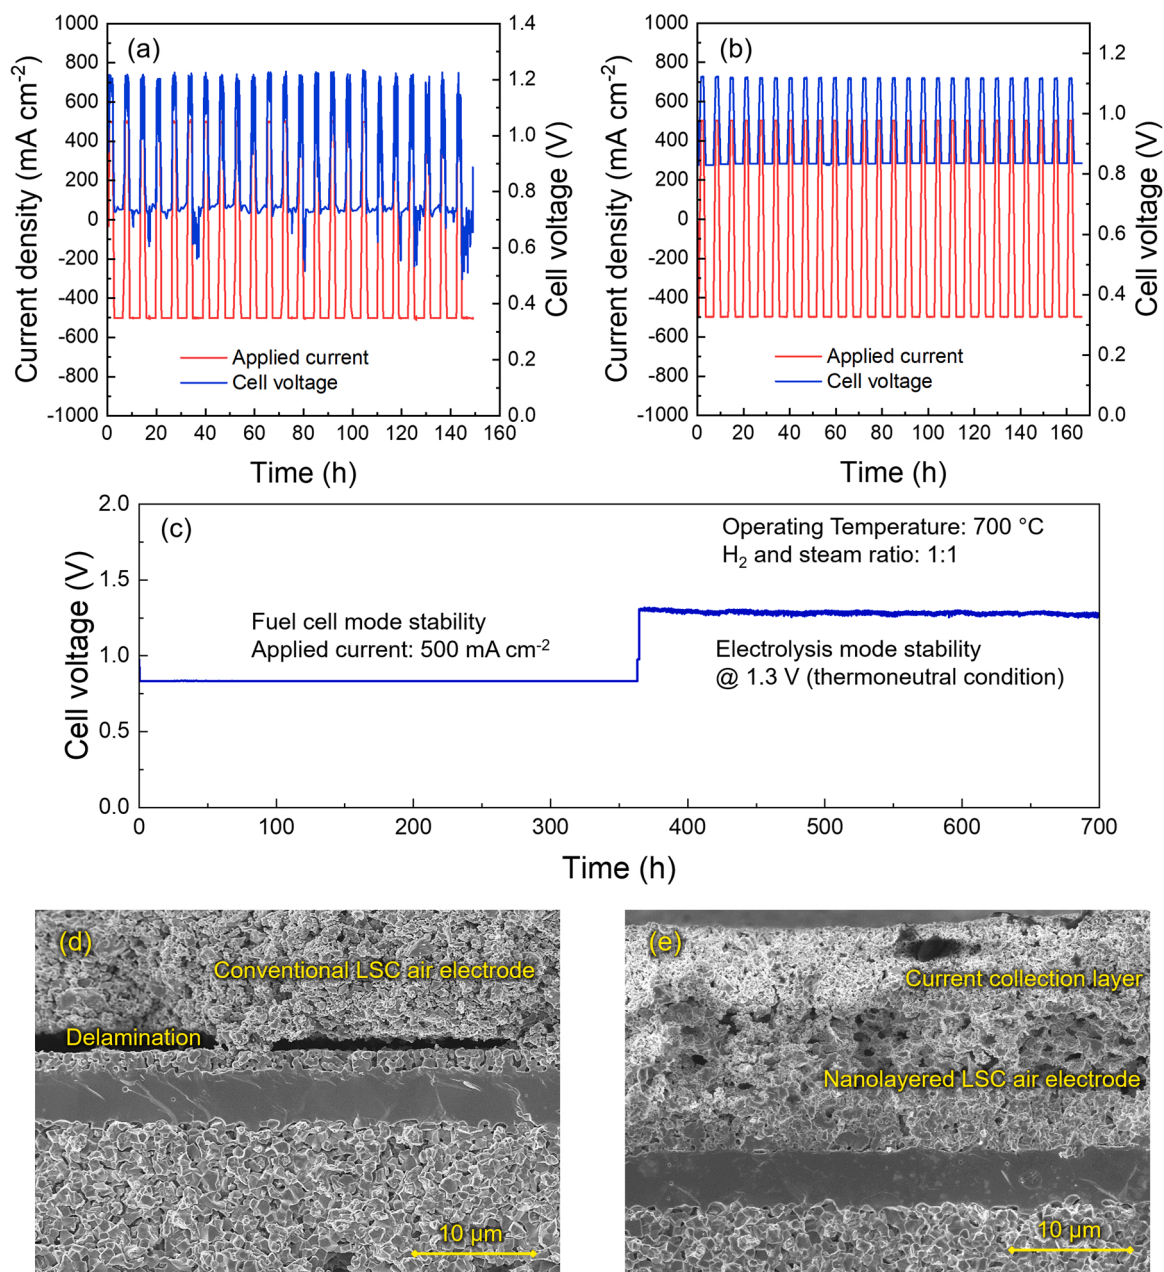 (a)
1000
800
600
400
200
0
-200
-400
-600
-800
-1000
Current density (mA cm-2)
1.4
1.2
1.0
0.8
0.6
0.4
0.2
0.0
Cell voltage (V)
Applied current
Cell voltage
0 20 40 60 80 100 120 140 160
Time (h)
(b)
1000
800
600
400
200
0
-200
-400
-600
-800
-1000
Current density (mA cm-2)
1.2
1.0
0.8
0.6
0.4
0.2
0.0
Cell voltage (V)
Applied current
Cell voltage
0 20 40 60 80 100 120 140 160
Time (h)
(c)
2.0
1.5
1.0
0.5
0.0
Cell voltage (V)
Operating Temperature: 700 °C
H2 and steam ratio: 1:1
Fuel cell mode stability
Applied current: 500 mA cm-2
Electrolysis mode stability
@ 1.3 V (thermoneutral condition)
0 100 200 300 400 500 600 700
Time (h)
(d)
Conventional LSC air electrode
Delamination
10 μm
(e)
Current collection layer
Nanolayered LSC air electrode
10 μm